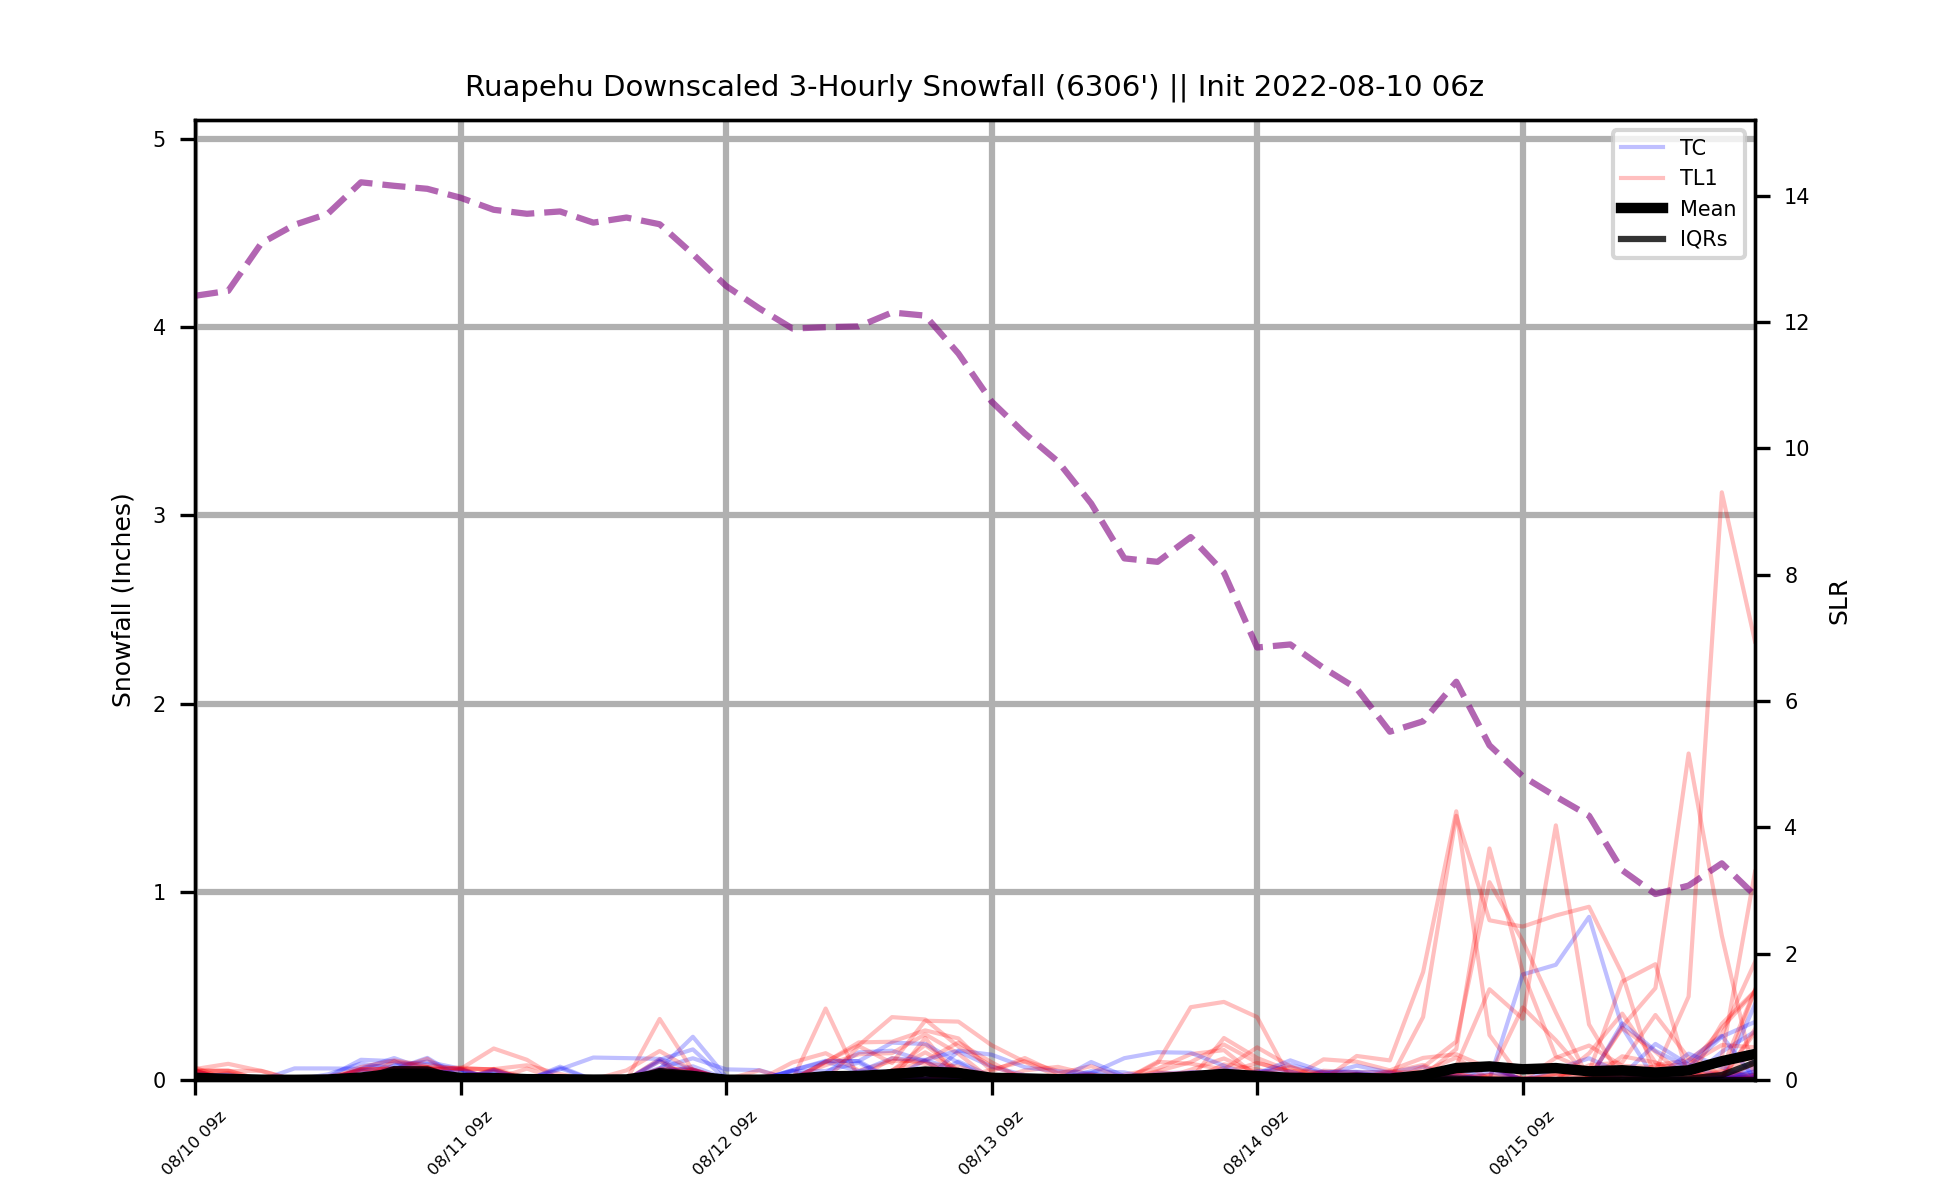 Ruapehu Downscaled 3-Hourly Snowfall (6306') || Init 2022-08-10 06z
TC
TL1
Mean
IQRs
Snowfall (Inches)
5
4
3
2
1
0
14
12
10
8
6
4
2
0
SLR
08/10 09z
08/11 09z
08/12 09z
08/13 09z
08/14 09z
08/15 09z